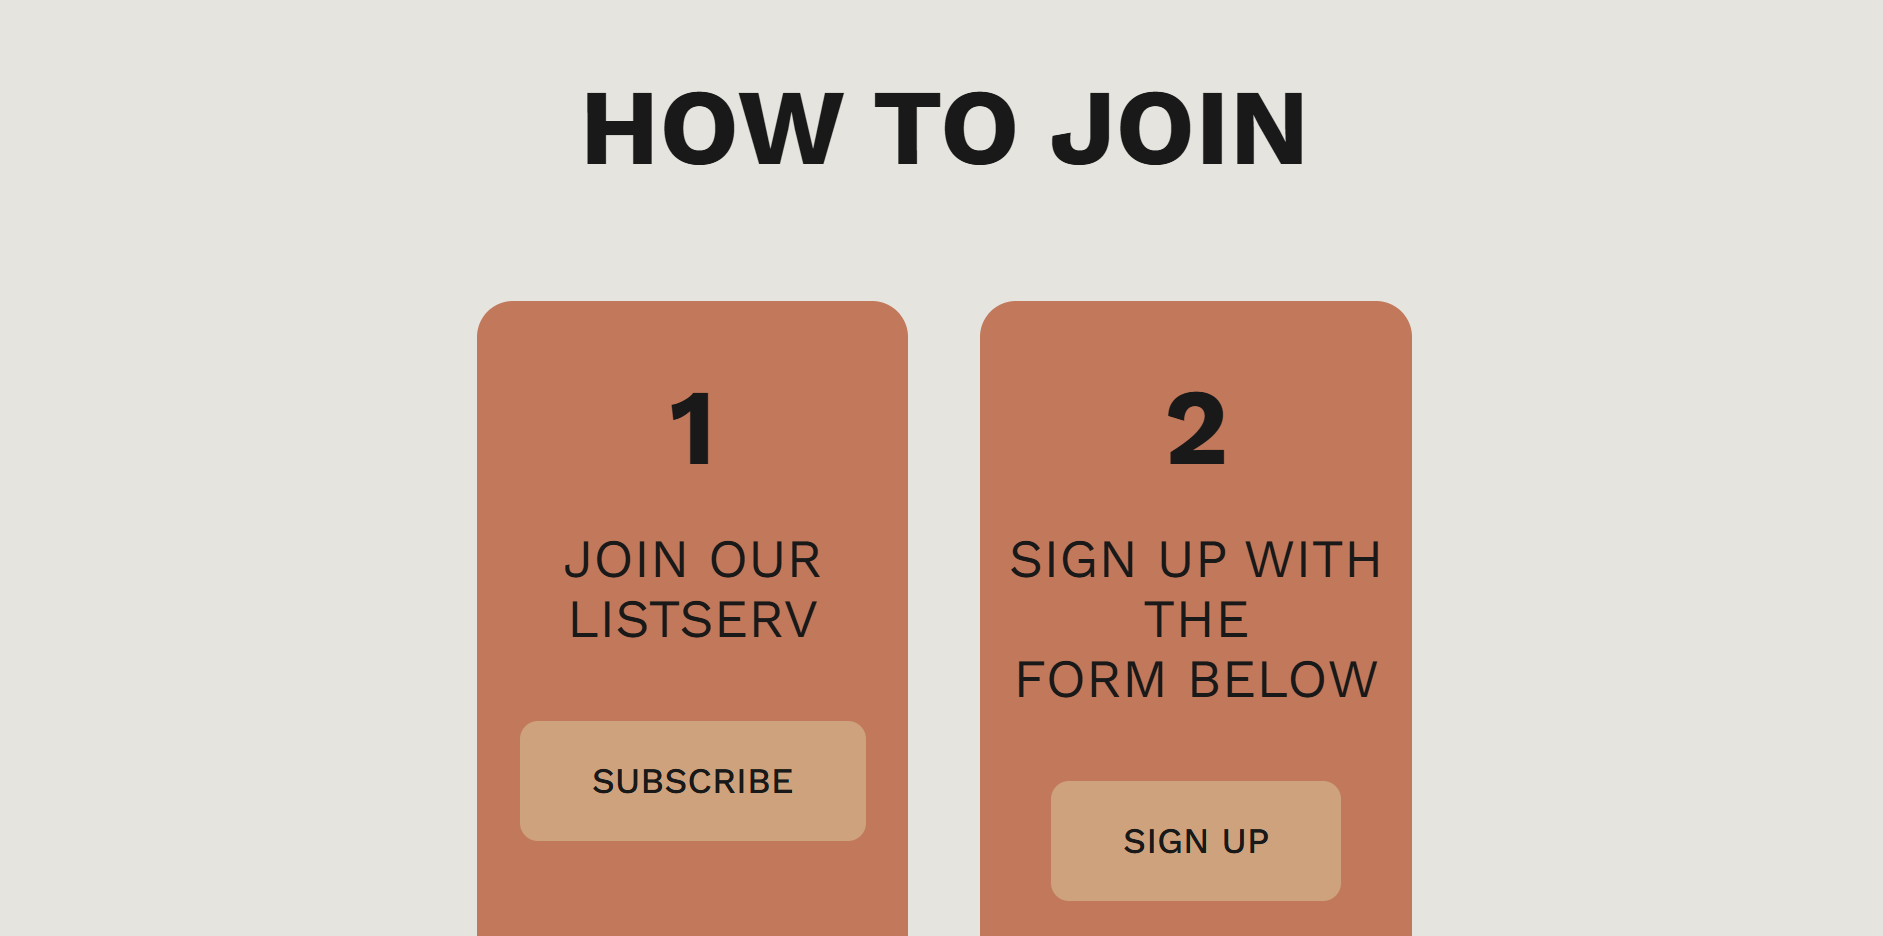 HOW TO JOIN
1
JOIN OUR
LISTSERV
SUBSCRIBE
2
SIGN UP WITH
THE
FORM BELOW
SIGN UP